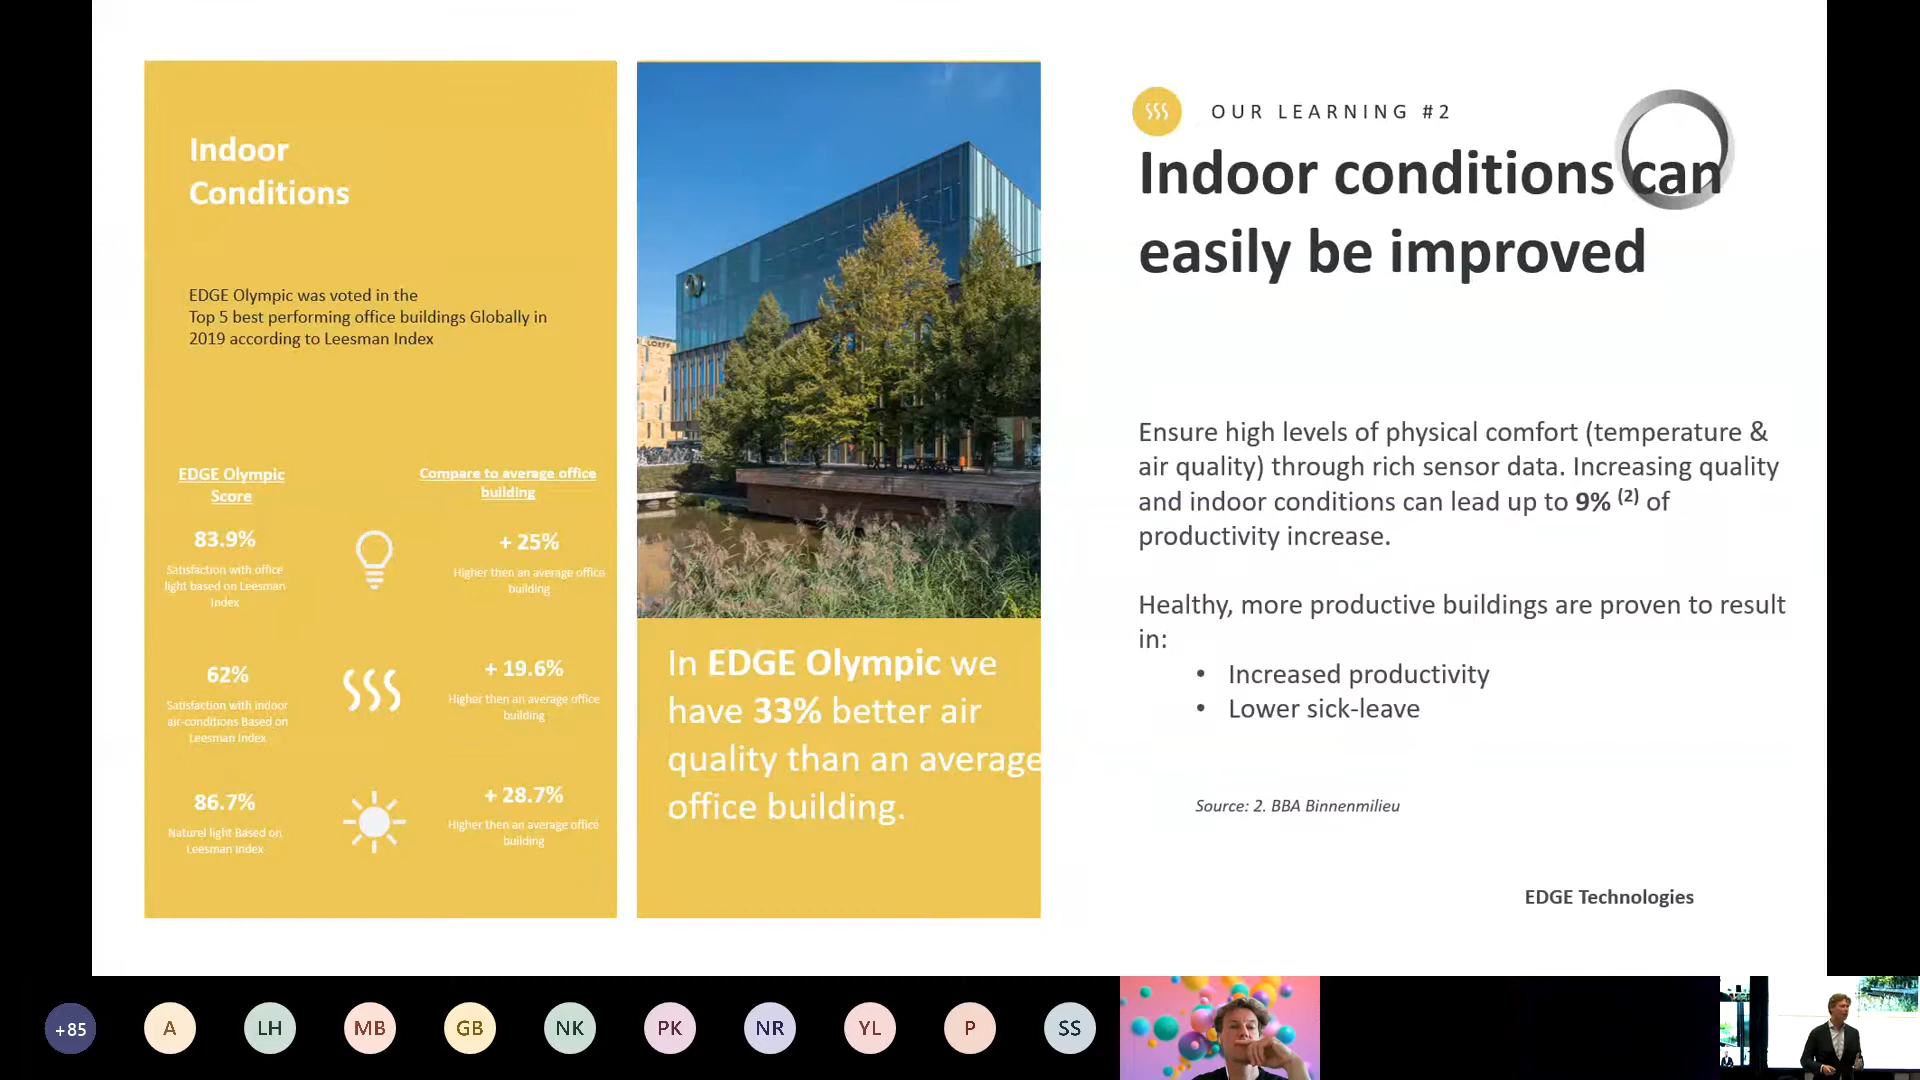 Indoor
Conditions
EDGE Olympic was voted in the
Top 5 best performing office buildings Globally in
2019 according to Leesman Index
EDGE Olympic
Score
Compare to average office
building
83.9%
Satisfaction with office
light based on Leesman
Index
+ 25%
Higher then an average office
building
62%
Satisfaction with indoor
air-conditions Based on
Leesman Index
+ 19.6%
Higher then an average office
building
86.7%
Naturel light Based on
Leesman Index
+ 28.7%
Higher then an average office
building
LOEFF
In EDGE Olympic we
have 33% better air
quality than an average
office building.
OUR LEARNING #2
Indoor conditions can
easily be improved
Ensure high levels of physical comfort (temperature &
air quality) through rich sensor data. Increasing quality
and indoor conditions can lead up to 9% (2) of
productivity increase.
Healthy, more productive buildings are proven to result
in:
• Increased productivity
• Lower sick-leave
Source: 2. BBA Binnenmilieu
EDGE Technologies
+85
A
LH
MB
GB
NK
PK
NR
YL
P
SS